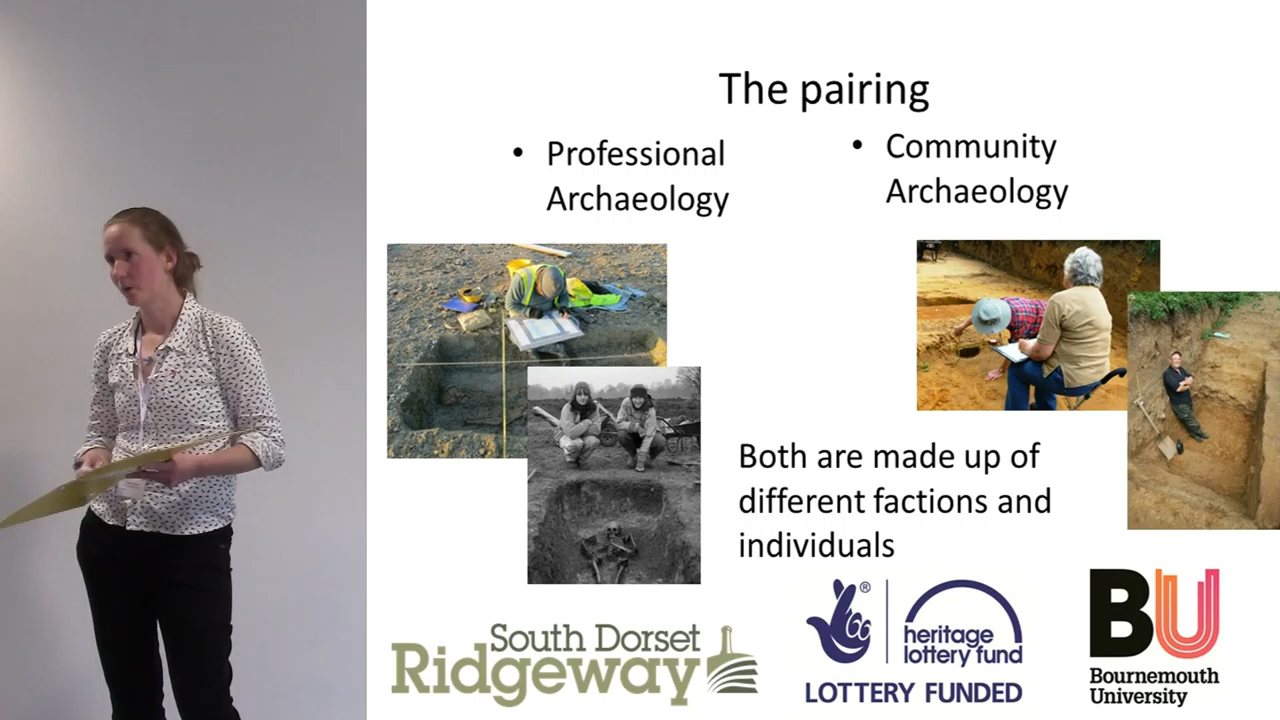 The pairing
• Professional
Archaeology
• Community
Archaeology
Both are made up of
different factions and
individuals
South Dorset
Ridgeway
®
heritage
lottery fund
LOTTERY FUNDED
BU
Bournemouth
University